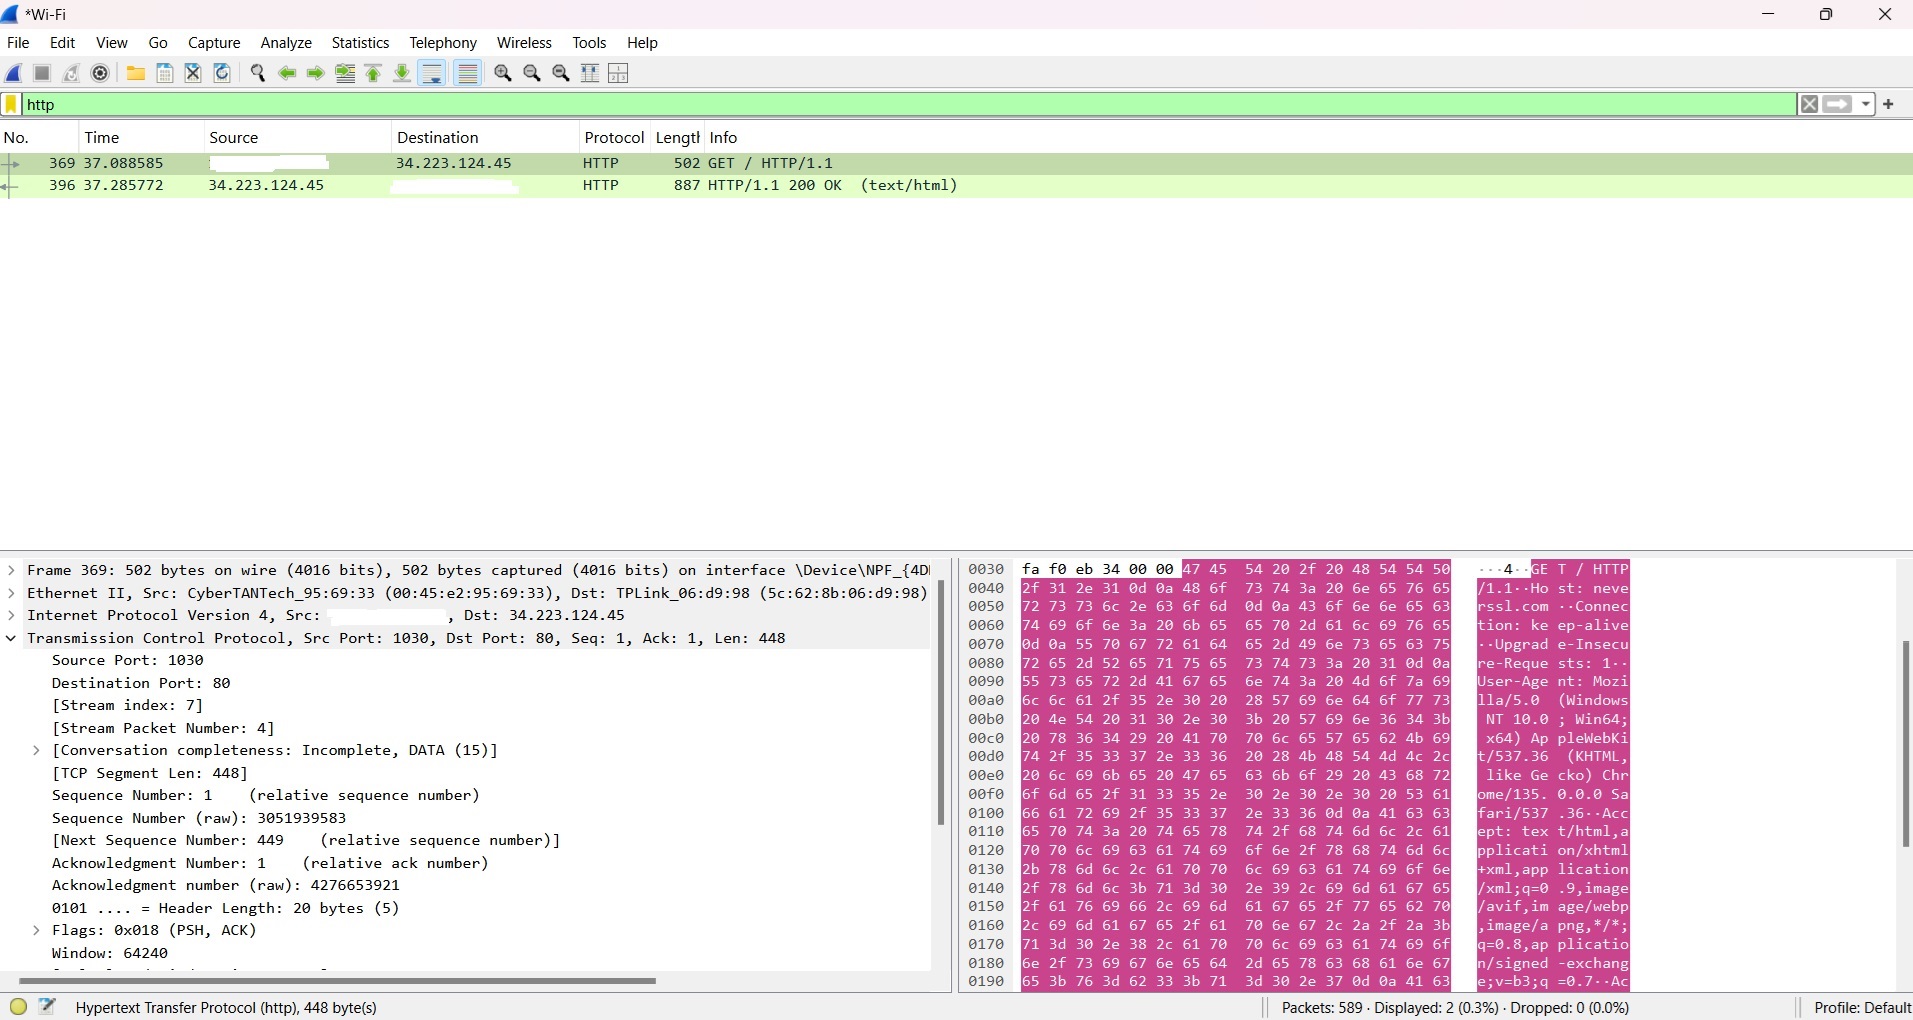 *Wi-Fi
File Edit View Go Capture Analyze Statistics Telephony Wireless Tools Help
http
No. Time Source Destination Protocol Length Info
369 37.088585 34.223.124.45 HTTP 502 GET / HTTP/1.1
396 37.285772 34.223.124.45 HTTP 887 HTTP/1.1 200 OK (text/html)
Frame 369: 502 bytes on wire (4016 bits), 502 bytes captured (4016 bits) on interface \Device\NPF_{4D
Ethernet II, Src: CyberTANTech_95:69:33 (00:45:e2:95:69:33), Dst: TPLink_06:d9:98 (5c:62:8b:06:d9:98)
Internet Protocol Version 4, Src: , Dst: 34.223.124.45
Transmission Control Protocol, Src Port: 1030, Dst Port: 80, Seq: 1, Ack: 1, Len: 448
Source Port: 1030
Destination Port: 80
[Stream index: 7]
[Stream Packet Number: 4]
[Conversation completeness: Incomplete, DATA (15)]
[TCP Segment Len: 448]
Sequence Number: 1 (relative sequence number)
Sequence Number (raw): 3051939583
[Next Sequence Number: 449 (relative sequence number)]
Acknowledgment Number: 1 (relative ack number)
Acknowledgment number (raw): 4276653921
0101 .... = Header Length: 20 bytes (5)
Flags: 0x018 (PSH, ACK)
Window: 64240
0030 fa f0 eb 34 00 00 47 45 54 20 2f 20 48 54 54 50 ···4··GE T / HTTP
0040 2f 31 2e 31 0d 0a 48 6f 73 74 3a 20 6e 65 76 65 /1.1··Ho st: neve
0050 72 73 73 6c 2e 63 6f 6d 0d 0a 43 6f 6e 6e 65 63 rssl.com ··Connec
0060 74 69 6f 6e 3a 20 6b 65 65 70 2d 61 6c 69 76 65 tion: ke ep-alive
0070 0d 0a 55 70 67 72 61 64 65 2d 49 6e 73 65 63 75 ··Upgrad e-Insecu
0080 72 65 2d 52 65 71 75 65 73 74 73 3a 20 31 0d 0a re-Reque sts: 1··
0090 55 73 65 72 2d 41 67 65 6e 74 3a 20 4d 6f 7a 69 User-Age nt: Mozi
00a0 6c 6c 61 2f 35 2e 30 20 28 57 69 6e 64 6f 77 73 lla/5.0 (Windows
00b0 20 4e 54 20 31 30 2e 30 3b 20 57 69 6e 36 34 3b NT 10.0 ; Win64;
00c0 20 78 36 34 29 20 41 70 70 6c 65 57 65 62 4b 69 x64) Ap pleWebKi
00d0 74 2f 35 33 37 2e 33 36 20 28 4b 48 54 4d 4c 2c t/537.36 (KHTML,
00e0 20 6c 69 6b 65 20 47 65 63 6b 6f 29 20 43 68 72 like Ge cko) Chr
00f0 6f 6d 65 2f 31 33 35 2e 30 2e 30 2e 30 20 53 61 ome/135. 0.0.0 Sa
0100 66 61 72 69 2f 35 33 37 2e 33 36 0d 0a 41 63 63 fari/537 .36··Acc
0110 65 70 74 3a 20 74 65 78 74 2f 68 74 6d 6c 2c 61 ept: tex t/html,a
0120 70 70 6c 69 63 61 74 69 6f 6e 2f 78 68 74 6d 6c pplicati on/xhtml
0130 2b 78 6d 6c 2c 61 70 70 6c 69 63 61 74 69 6f 6e +xml,app lication
0140 2f 78 6d 6c 3b 71 3d 30 2e 39 2c 69 6d 61 67 65 /xml;q=0 .9,image
0150 2f 61 76 69 66 2c 69 6d 61 67 65 2f 77 65 62 70 /avif,im age/webp
0160 2c 69 6d 61 67 65 2f 61 70 6e 67 2c 2a 2f 2a 3b ,image/a png,*/*;
0170 71 3d 30 2e 38 2c 61 70 70 6c 69 63 61 74 69 6f q=0.8,ap plicatio
0180 6e 2f 73 69 67 6e 65 64 2d 65 78 63 68 61 6e 67 n/signed -exchang
0190 65 3b 76 3d 62 33 3b 71 3d 30 2e 37 0d 0a 41 63 e;v=b3;q =0.7··Ac
Hypertext Transfer Protocol (http), 448 byte(s)
Packets: 589 · Displayed: 2 (0.3%) · Dropped: 0 (0.0%)
Profile: Default